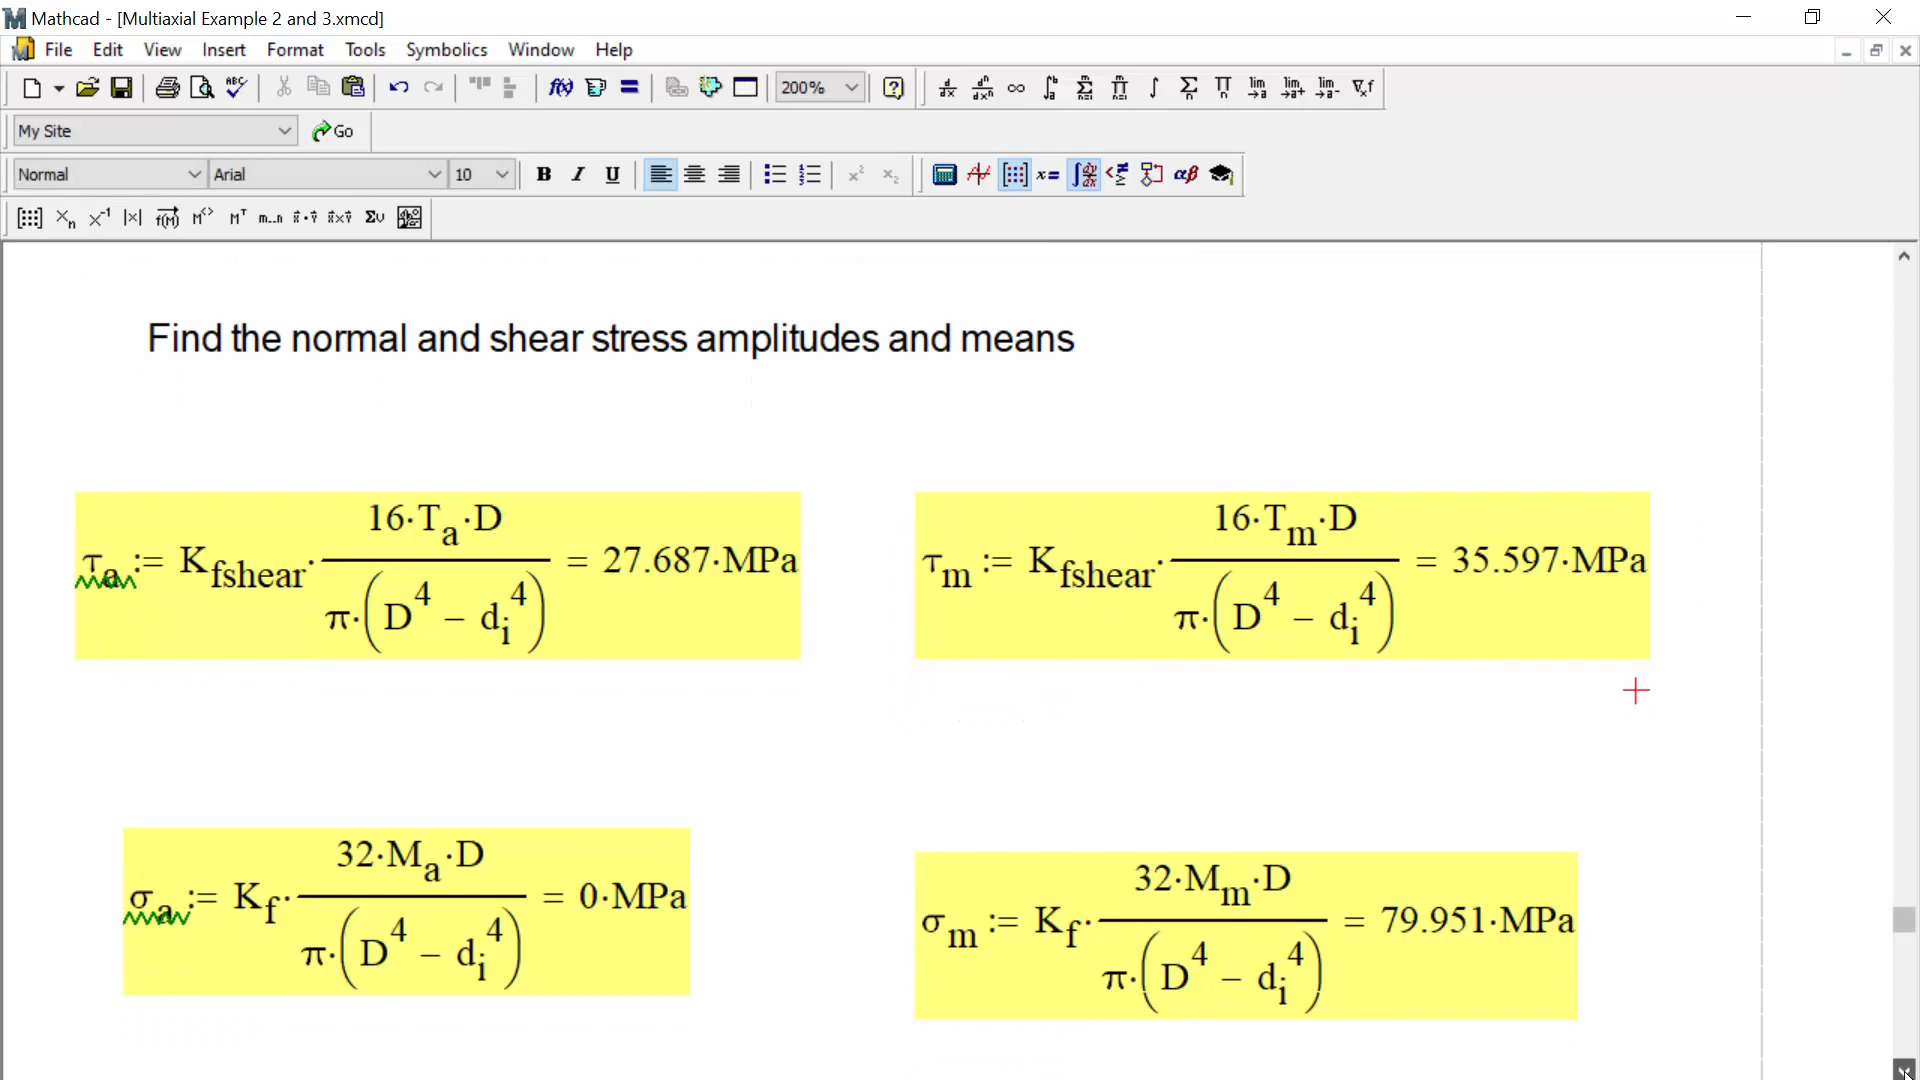 Mathcad - [Multiaxial Example 2 and 3.xmcd]
File Edit View Insert Format Tools Symbolics Window Help
200%
My Site Go
Normal Arial 10 B I U
Find the normal and shear stress amplitudes and means
τa := Kfshear · 16·Ta·D / π·(D^4 − di^4) = 27.687·MPa
τm := Kfshear · 16·Tm·D / π·(D^4 − di^4) = 35.597·MPa
σa := Kf · 32·Ma·D / π·(D^4 − di^4) = 0·MPa
σm := Kf · 32·Mm·D / π·(D^4 − di^4) = 79.951·MPa